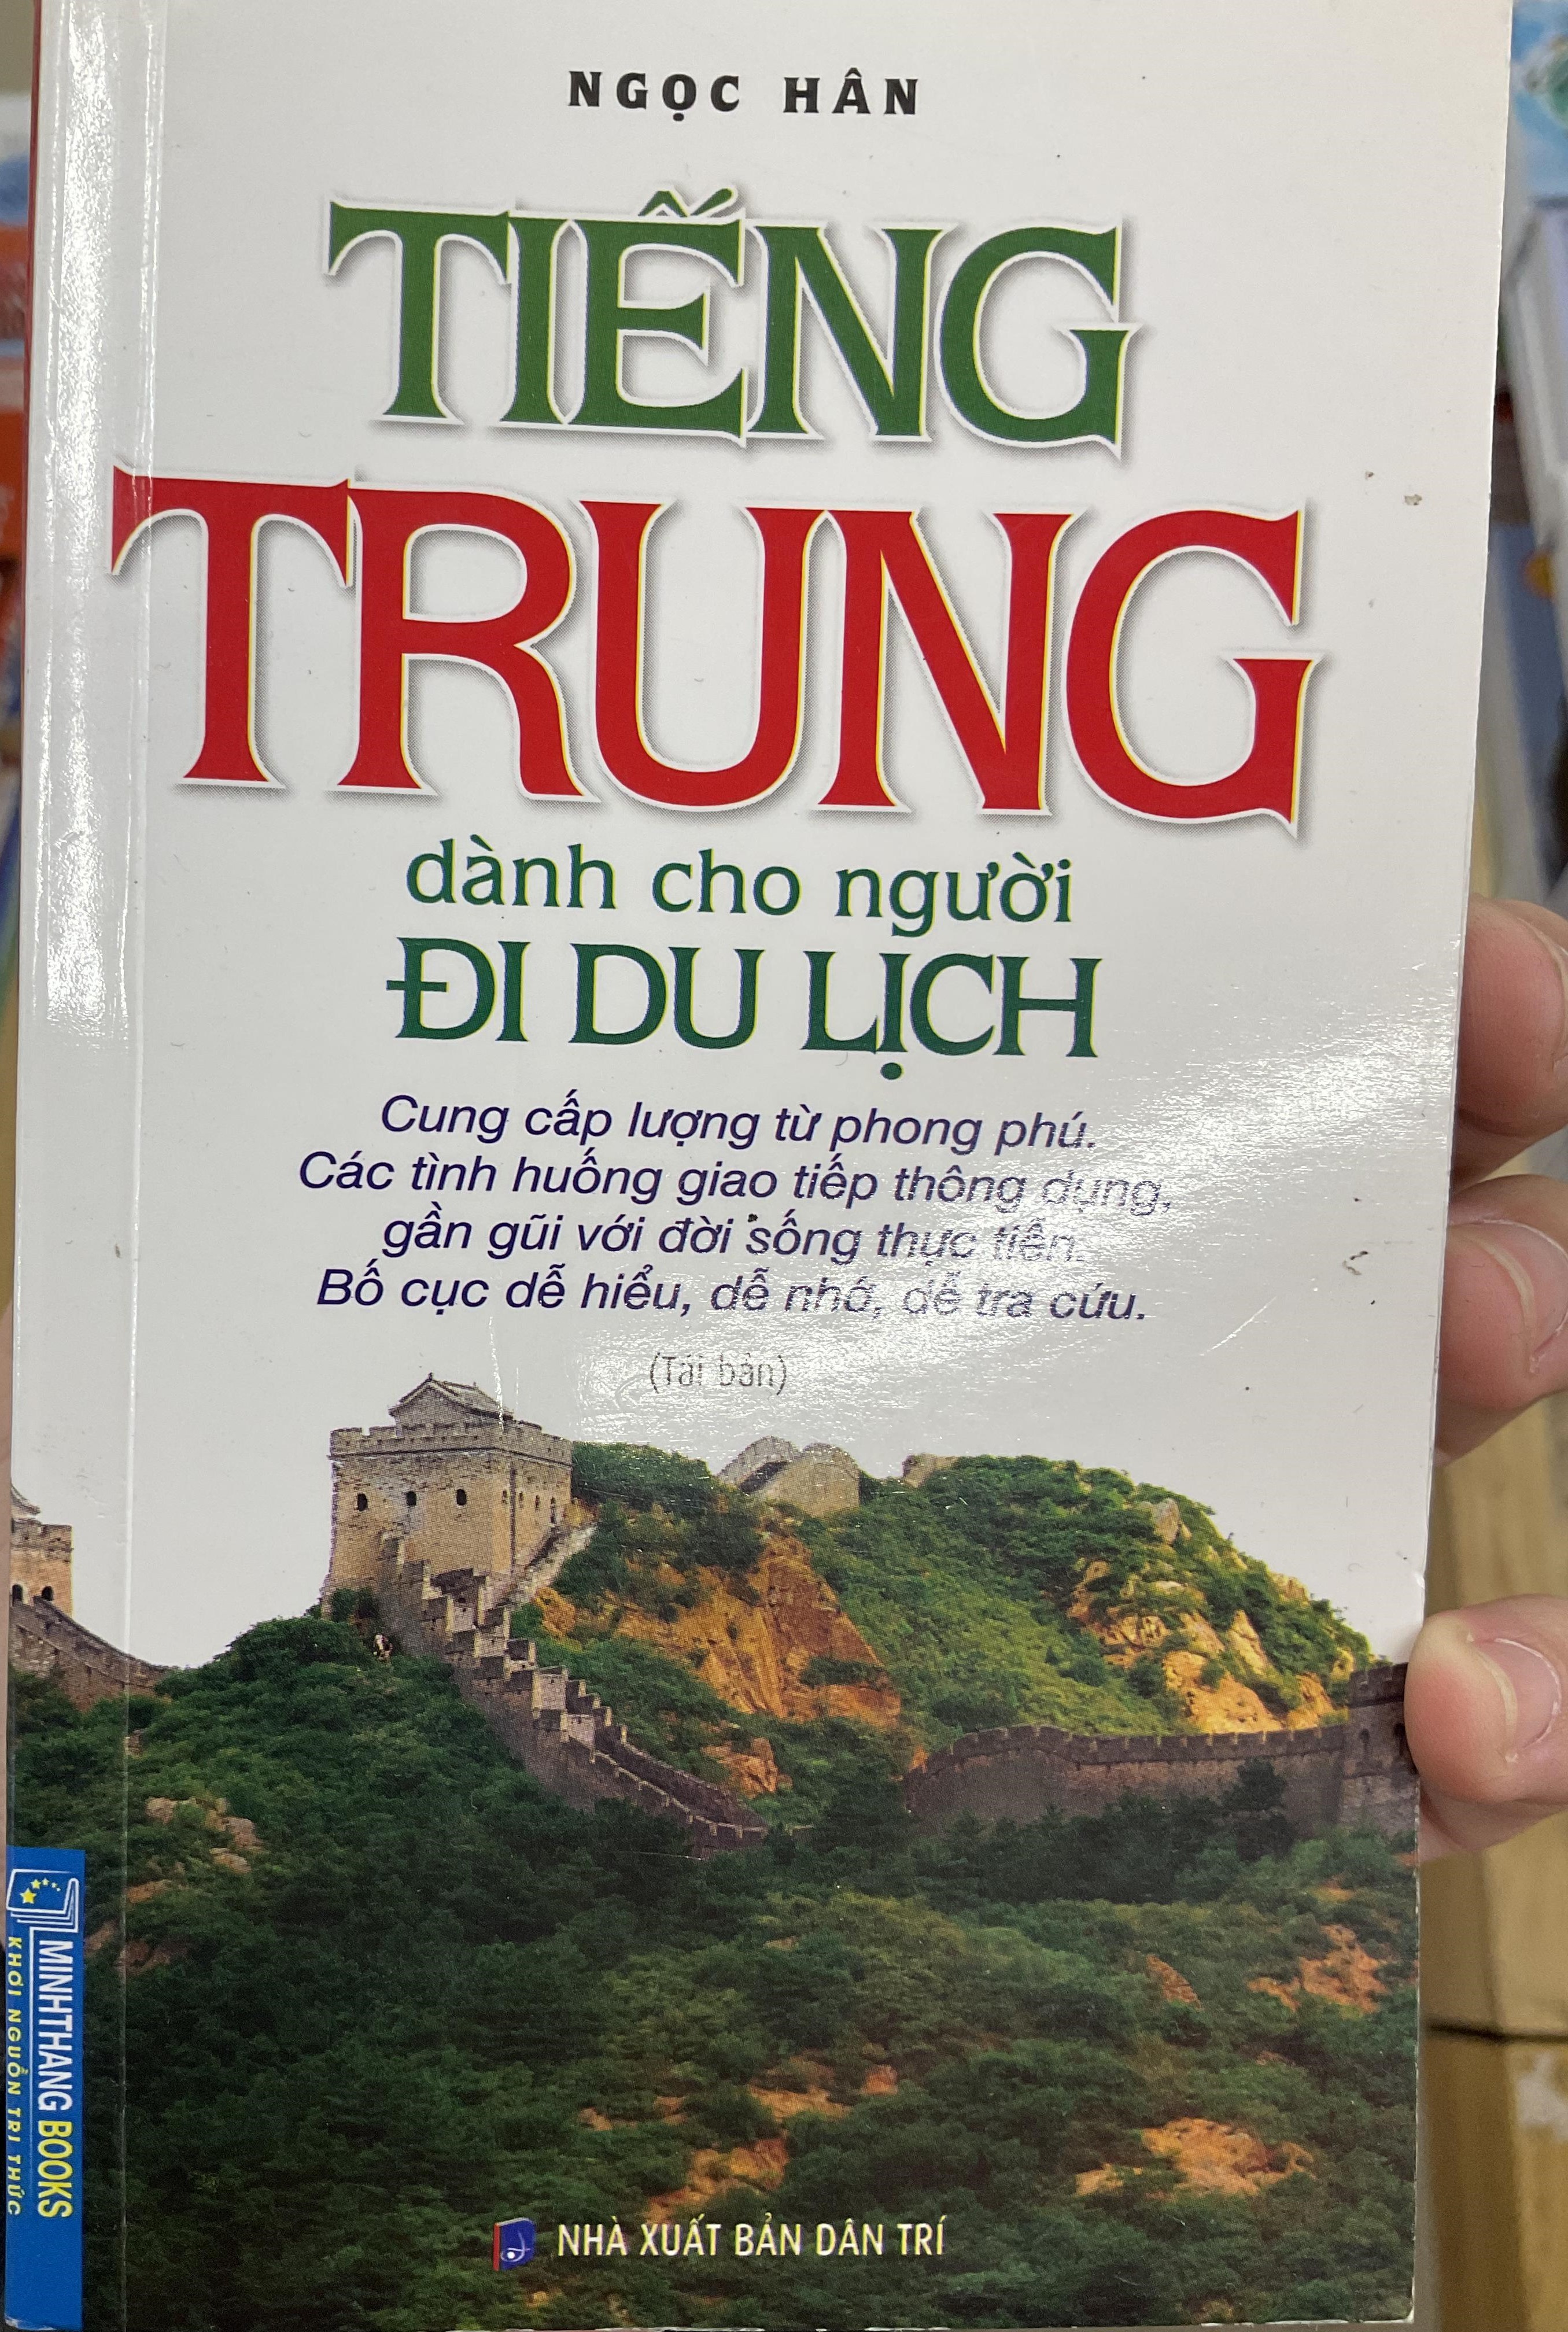 NGỌC HÂN
TIẾNG
TRUNG
dành cho người
ĐI DU LỊCH
Cung cấp lượng từ phong phú.
Các tình huống giao tiếp thông dụng,
gần gũi với đời sống thực tiễn.
Bố cục dễ hiểu, dễ nhớ, dễ tra cứu.
(Tái bản)
MINHTHANG BOOKS
KHƠI NGUỒN TRI THỨC
NHÀ XUẤT BẢN DÂN TRÍ